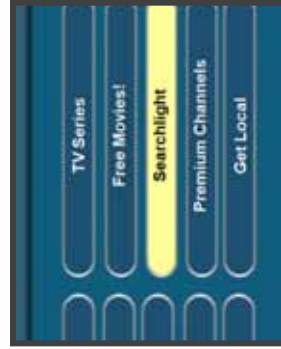 TV Series
Free Movies!
Searchlight
Premium Channels
Get Local